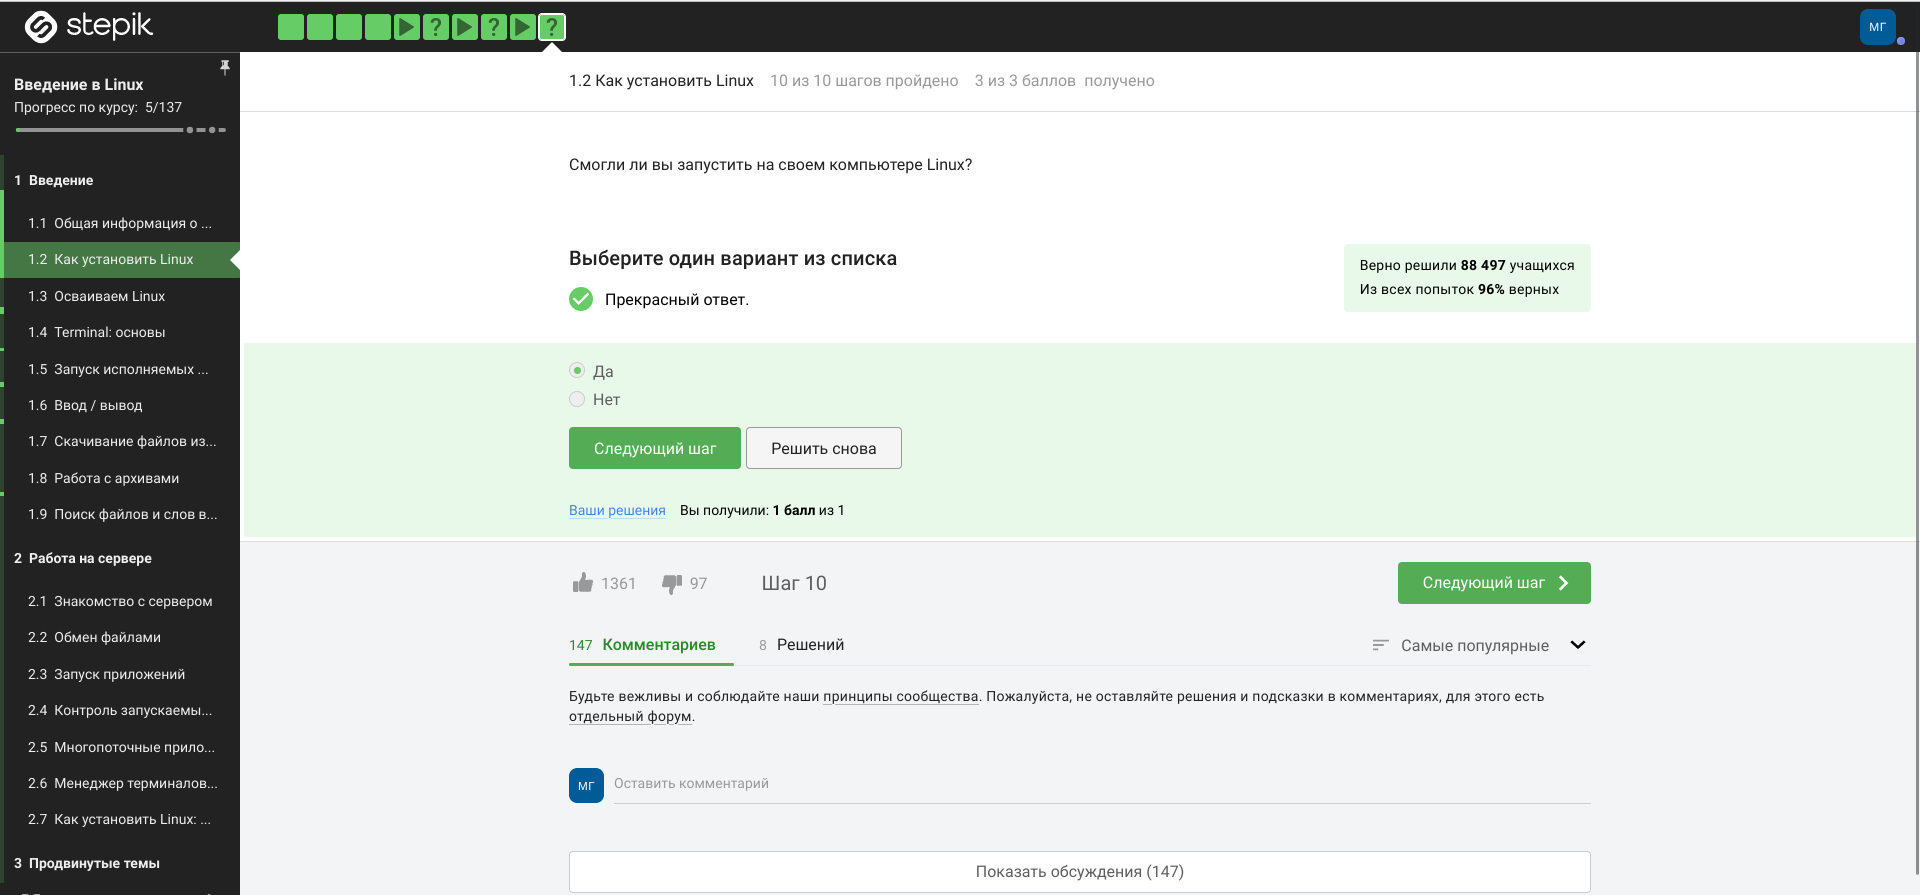 stepik
?
?
?
МГ
Введение в Linux
Прогресс по курсу: 5/137
1 Введение
1.1 Общая информация о ...
1.2 Как установить Linux
1.3 Осваиваем Linux
1.4 Terminal: основы
1.5 Запуск исполняемых ...
1.6 Ввод / вывод
1.7 Скачивание файлов из...
1.8 Работа с архивами
1.9 Поиск файлов и слов в...
2 Работа на сервере
2.1 Знакомство с сервером
2.2 Обмен файлами
2.3 Запуск приложений
2.4 Контроль запускаемы...
2.5 Многопоточные прило...
2.6 Менеджер терминалов...
2.7 Как установить Linux: ...
3 Продвинутые темы
1.2 Как установить Linux 10 из 10 шагов пройдено 3 из 3 баллов получено
Смогли ли вы запустить на своем компьютере Linux?
Выберите один вариант из списка
Прекрасный ответ.
Верно решили 88 497 учащихся
Из всех попыток 96% верных
Да
Нет
Следующий шаг Решить снова
Ваши решения Вы получили: 1 балл из 1
1361 97 Шаг 10 Следующий шаг
147 Комментариев 8 Решений Самые популярные
Будьте вежливы и соблюдайте наши принципы сообщества. Пожалуйста, не оставляйте решения и подсказки в комментариях, для этого есть
отдельный форум.
МГ Оставить комментарий
Показать обсуждения (147)